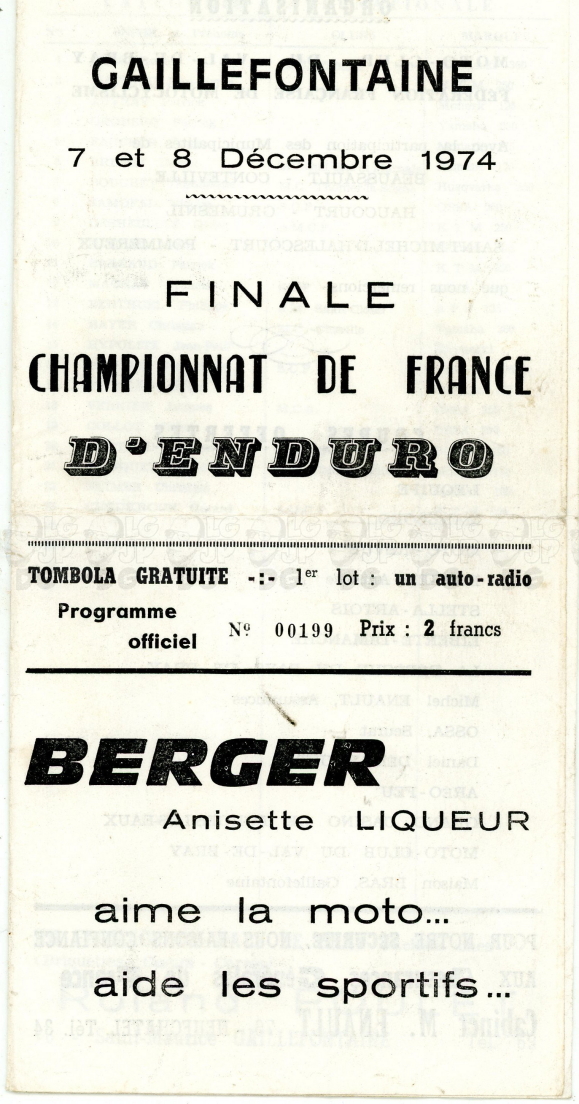 GAILLEFONTAINE
7 et 8 Décembre 1974
FINALE
CHAMPIONNAT DE FRANCE
D'ENDURO
TOMBOLA GRATUITE -:- 1er lot : un auto-radio
Programme officiel Nº 00199 Prix : 2 francs
BERGER
Anisette LIQUEUR
aime la moto...
aide les sportifs...